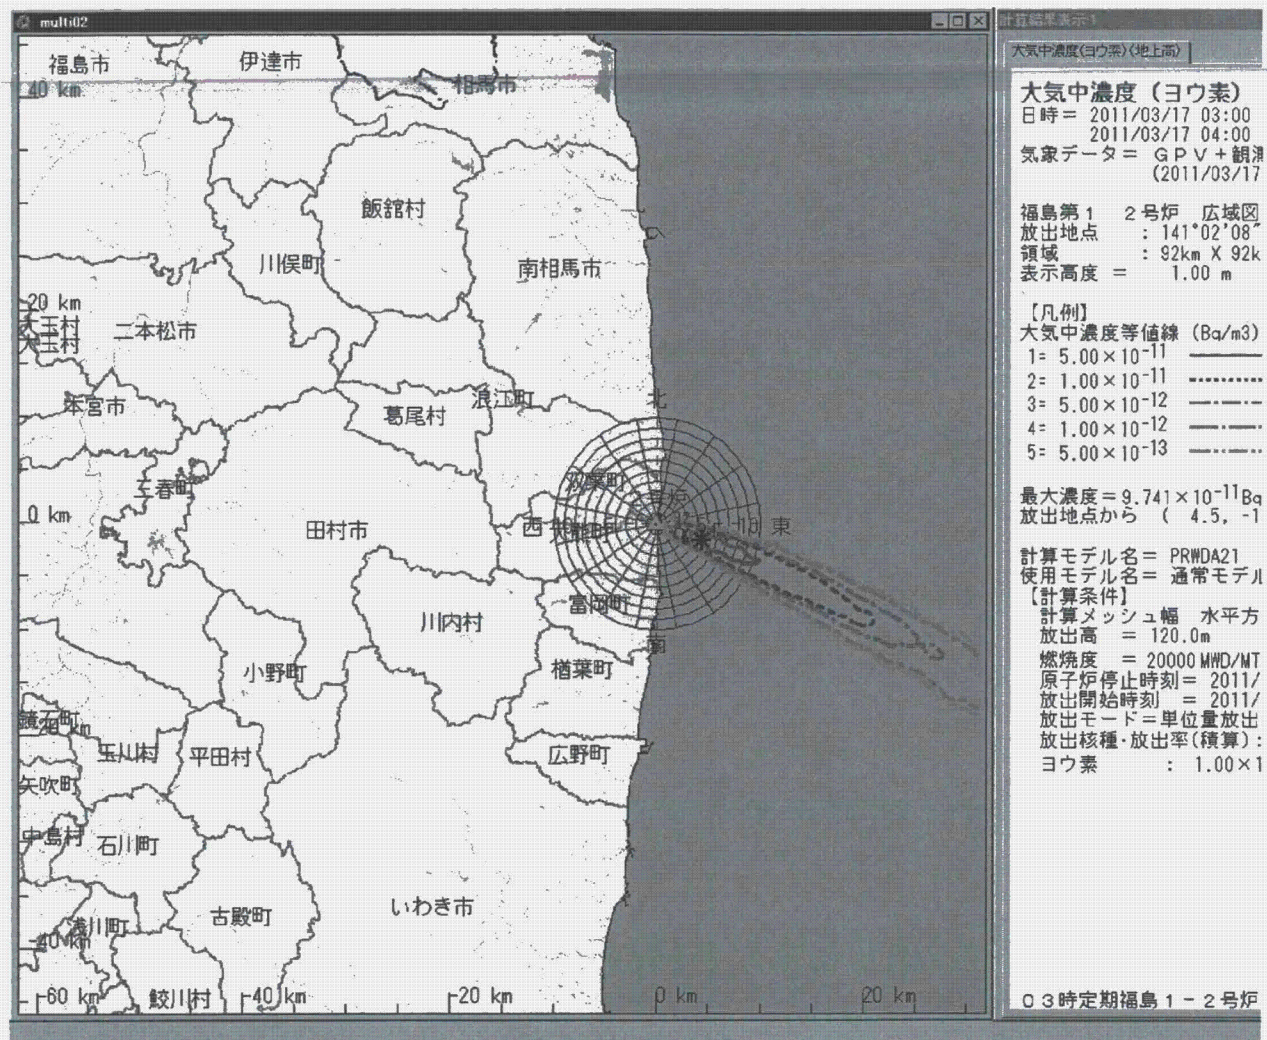 multi02
福島市
伊達市
相馬市
40 km
飯舘村
川俣町
南相馬市
20 km
大玉村
大玉村
二本松市
本宮市
葛尾村
浪江町
北
双葉町
三春町
0 km
田村市
西
東
富岡町
川内村
南
小野町
楢葉町
鏡石町
玉川村
平田村
広野町
矢吹町
中島村
石川町
浅川町
古殿町
いわき市
-40 km
鮫川村
-60 km
-40 km
-20 km
0 km
20 km
計算結果表示-1
大気中濃度(ヨウ素)(地上高)
大気中濃度（ヨウ素）
日時＝ 2011/03/17 03:00
2011/03/17 04:00
気象データ＝ ＧＰＶ＋観測
(2011/03/17
福島第１　２号炉　広域図
放出地点　： 141°02'08"
領域　： 92km X 92k
表示高度 ＝ 1.00 m
【凡例】
大気中濃度等値線 (Bq/m3)
1= 5.00×10-11
2= 1.00×10-11
3= 5.00×10-12
4= 1.00×10-12
5= 5.00×10-13
最大濃度＝9.741×10-11Bq
放出地点から　( 4.5, -1
計算モデル名＝ PRWDA21
使用モデル名＝ 通常モデル
【計算条件】
計算メッシュ幅　水平方
放出高　＝ 120.0m
燃焼度　＝ 20000MWD/MT
原子炉停止時刻＝ 2011/
放出開始時刻　＝ 2011/
放出モード＝単位量放出
放出核種・放出率(積算)：
ヨウ素　： 1.00×1
０３時定期福島１－２号炉